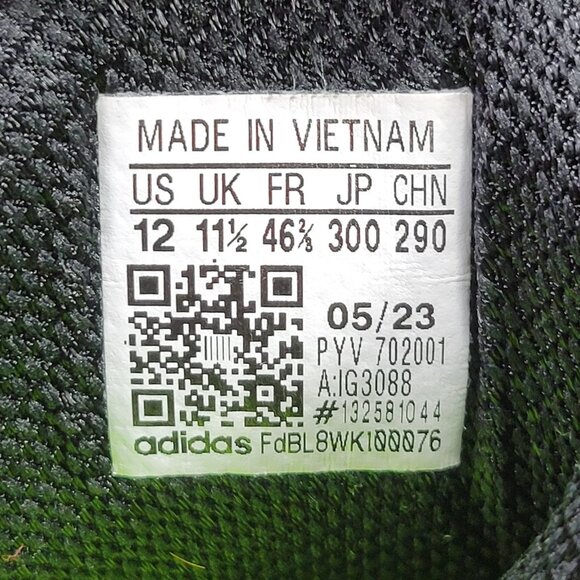 MADE IN VIETNAM
US UK FR JP CHN
12 11½ 46⅔ 300 290
05/23
PYV 702001
A:IG3088
#132581044
adidas FdBL8WK100076